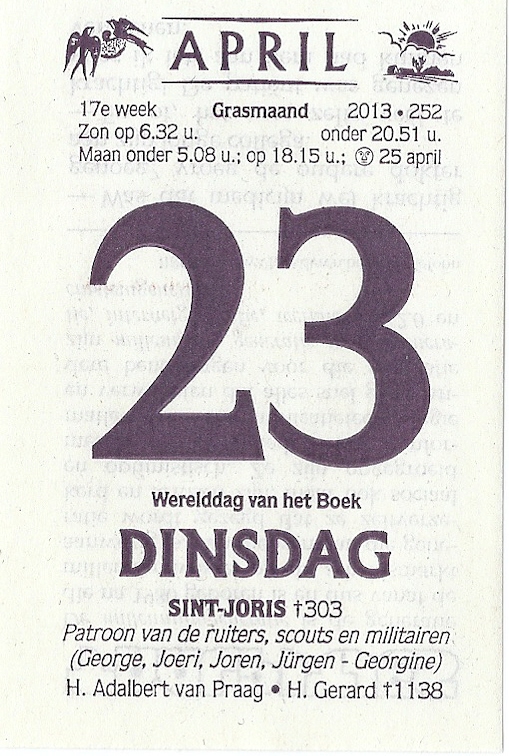 APRIL
17e week Grasmaand 2013 • 252
Zon op 6.32 u. onder 20.51 u.
Maan onder 5.08 u.; op 18.15 u.; 25 april
23
Werelddag van het Boek
DINSDAG
SINT-JORIS †303
Patroon van de ruiters, scouts en militairen
(George, Joeri, Joren, Jürgen - Georgine)
H. Adalbert van Praag • H. Gerard †1138